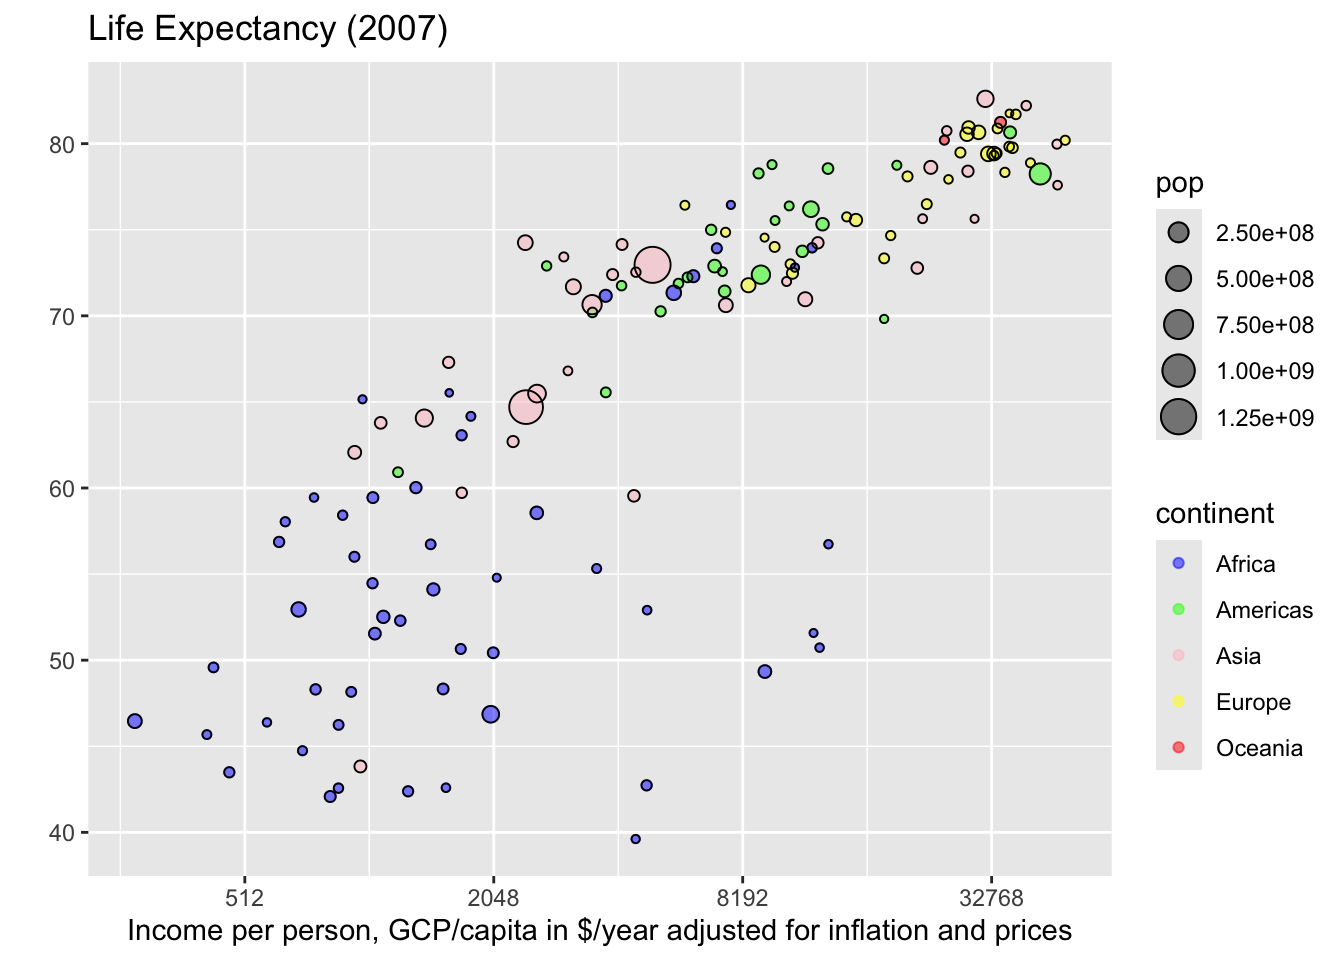 Life Expectancy (2007)
80
70
60
50
40
512
2048
8192
32768
Income per person, GCP/capita in $/year adjusted for inflation and prices
pop
2.50e+08
5.00e+08
7.50e+08
1.00e+09
1.25e+09
continent
Africa
Americas
Asia
Europe
Oceania